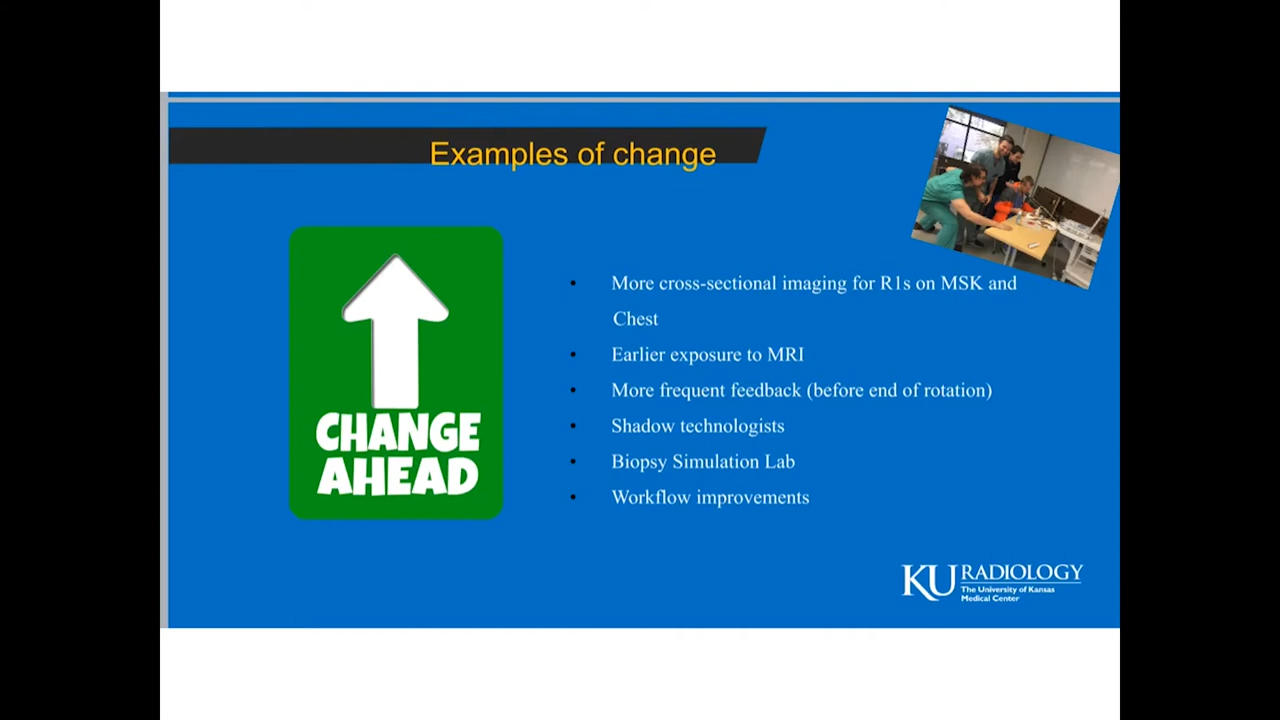 Examples of change
CHANGE
AHEAD
• More cross-sectional imaging for R1s on MSK and
Chest
• Earlier exposure to MRI
• More frequent feedback (before end of rotation)
• Shadow technologists
• Biopsy Simulation Lab
• Workflow improvements
KU RADIOLOGY
The University of Kansas
Medical Center